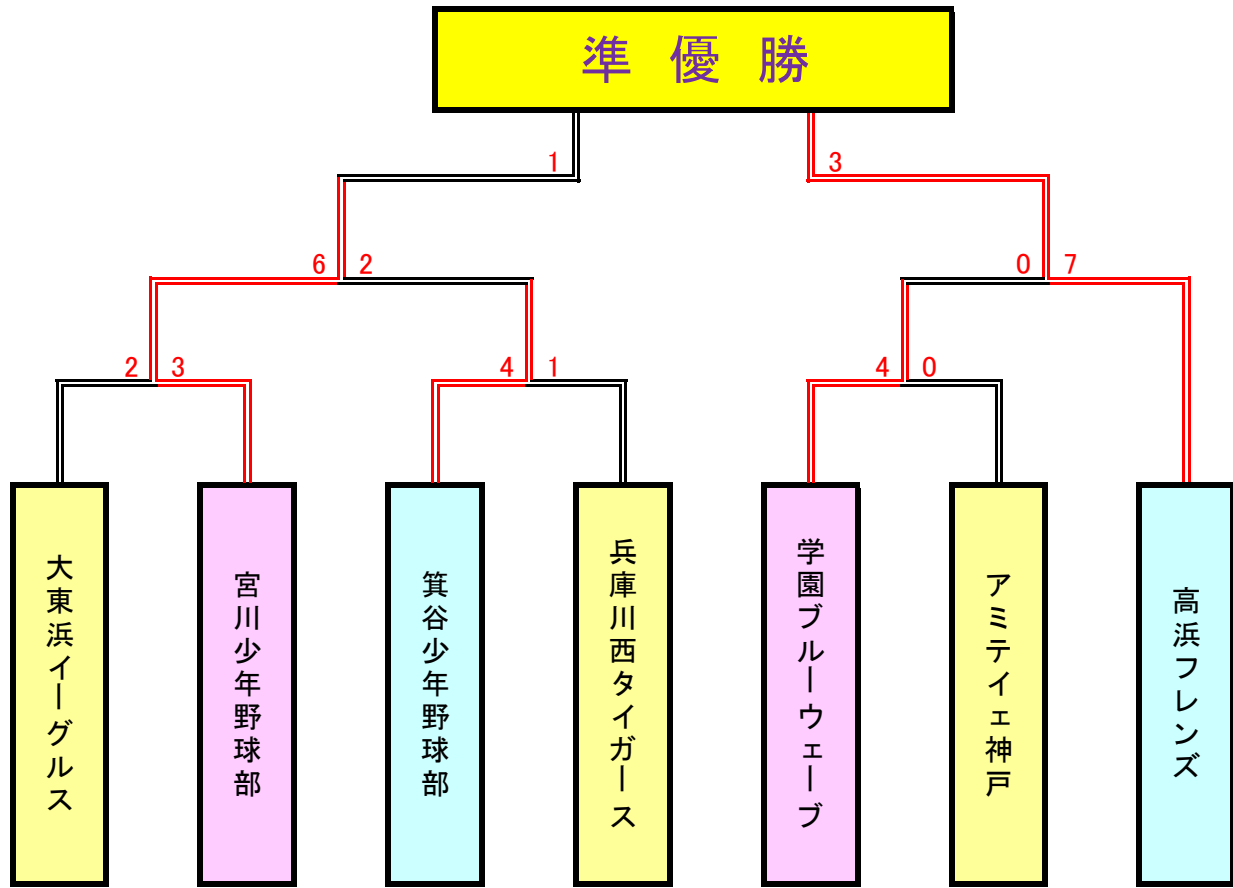 準優勝
1
3
6
2
0
7
2
3
4
1
4
0
大東浜イーグルス
宮川少年野球部
箕谷少年野球部
兵庫川西タイガース
学園ブルーウェーブ
アミティェ神戸
高浜フレンズ